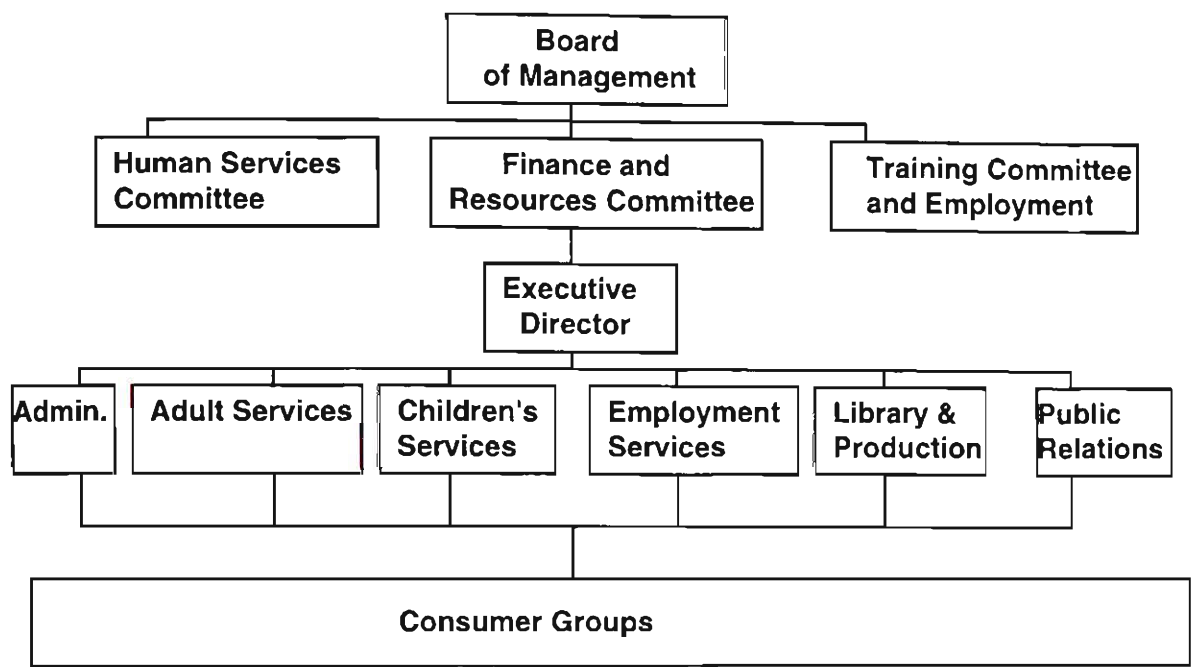 Board
of Management
Human Services
Committee
Finance and
Resources Committee
Training Committee
and Employment
Executive
Director
Admin.
Adult Services
Children's
Services
Employment
Services
Library &
Production
Public
Relations
Consumer Groups